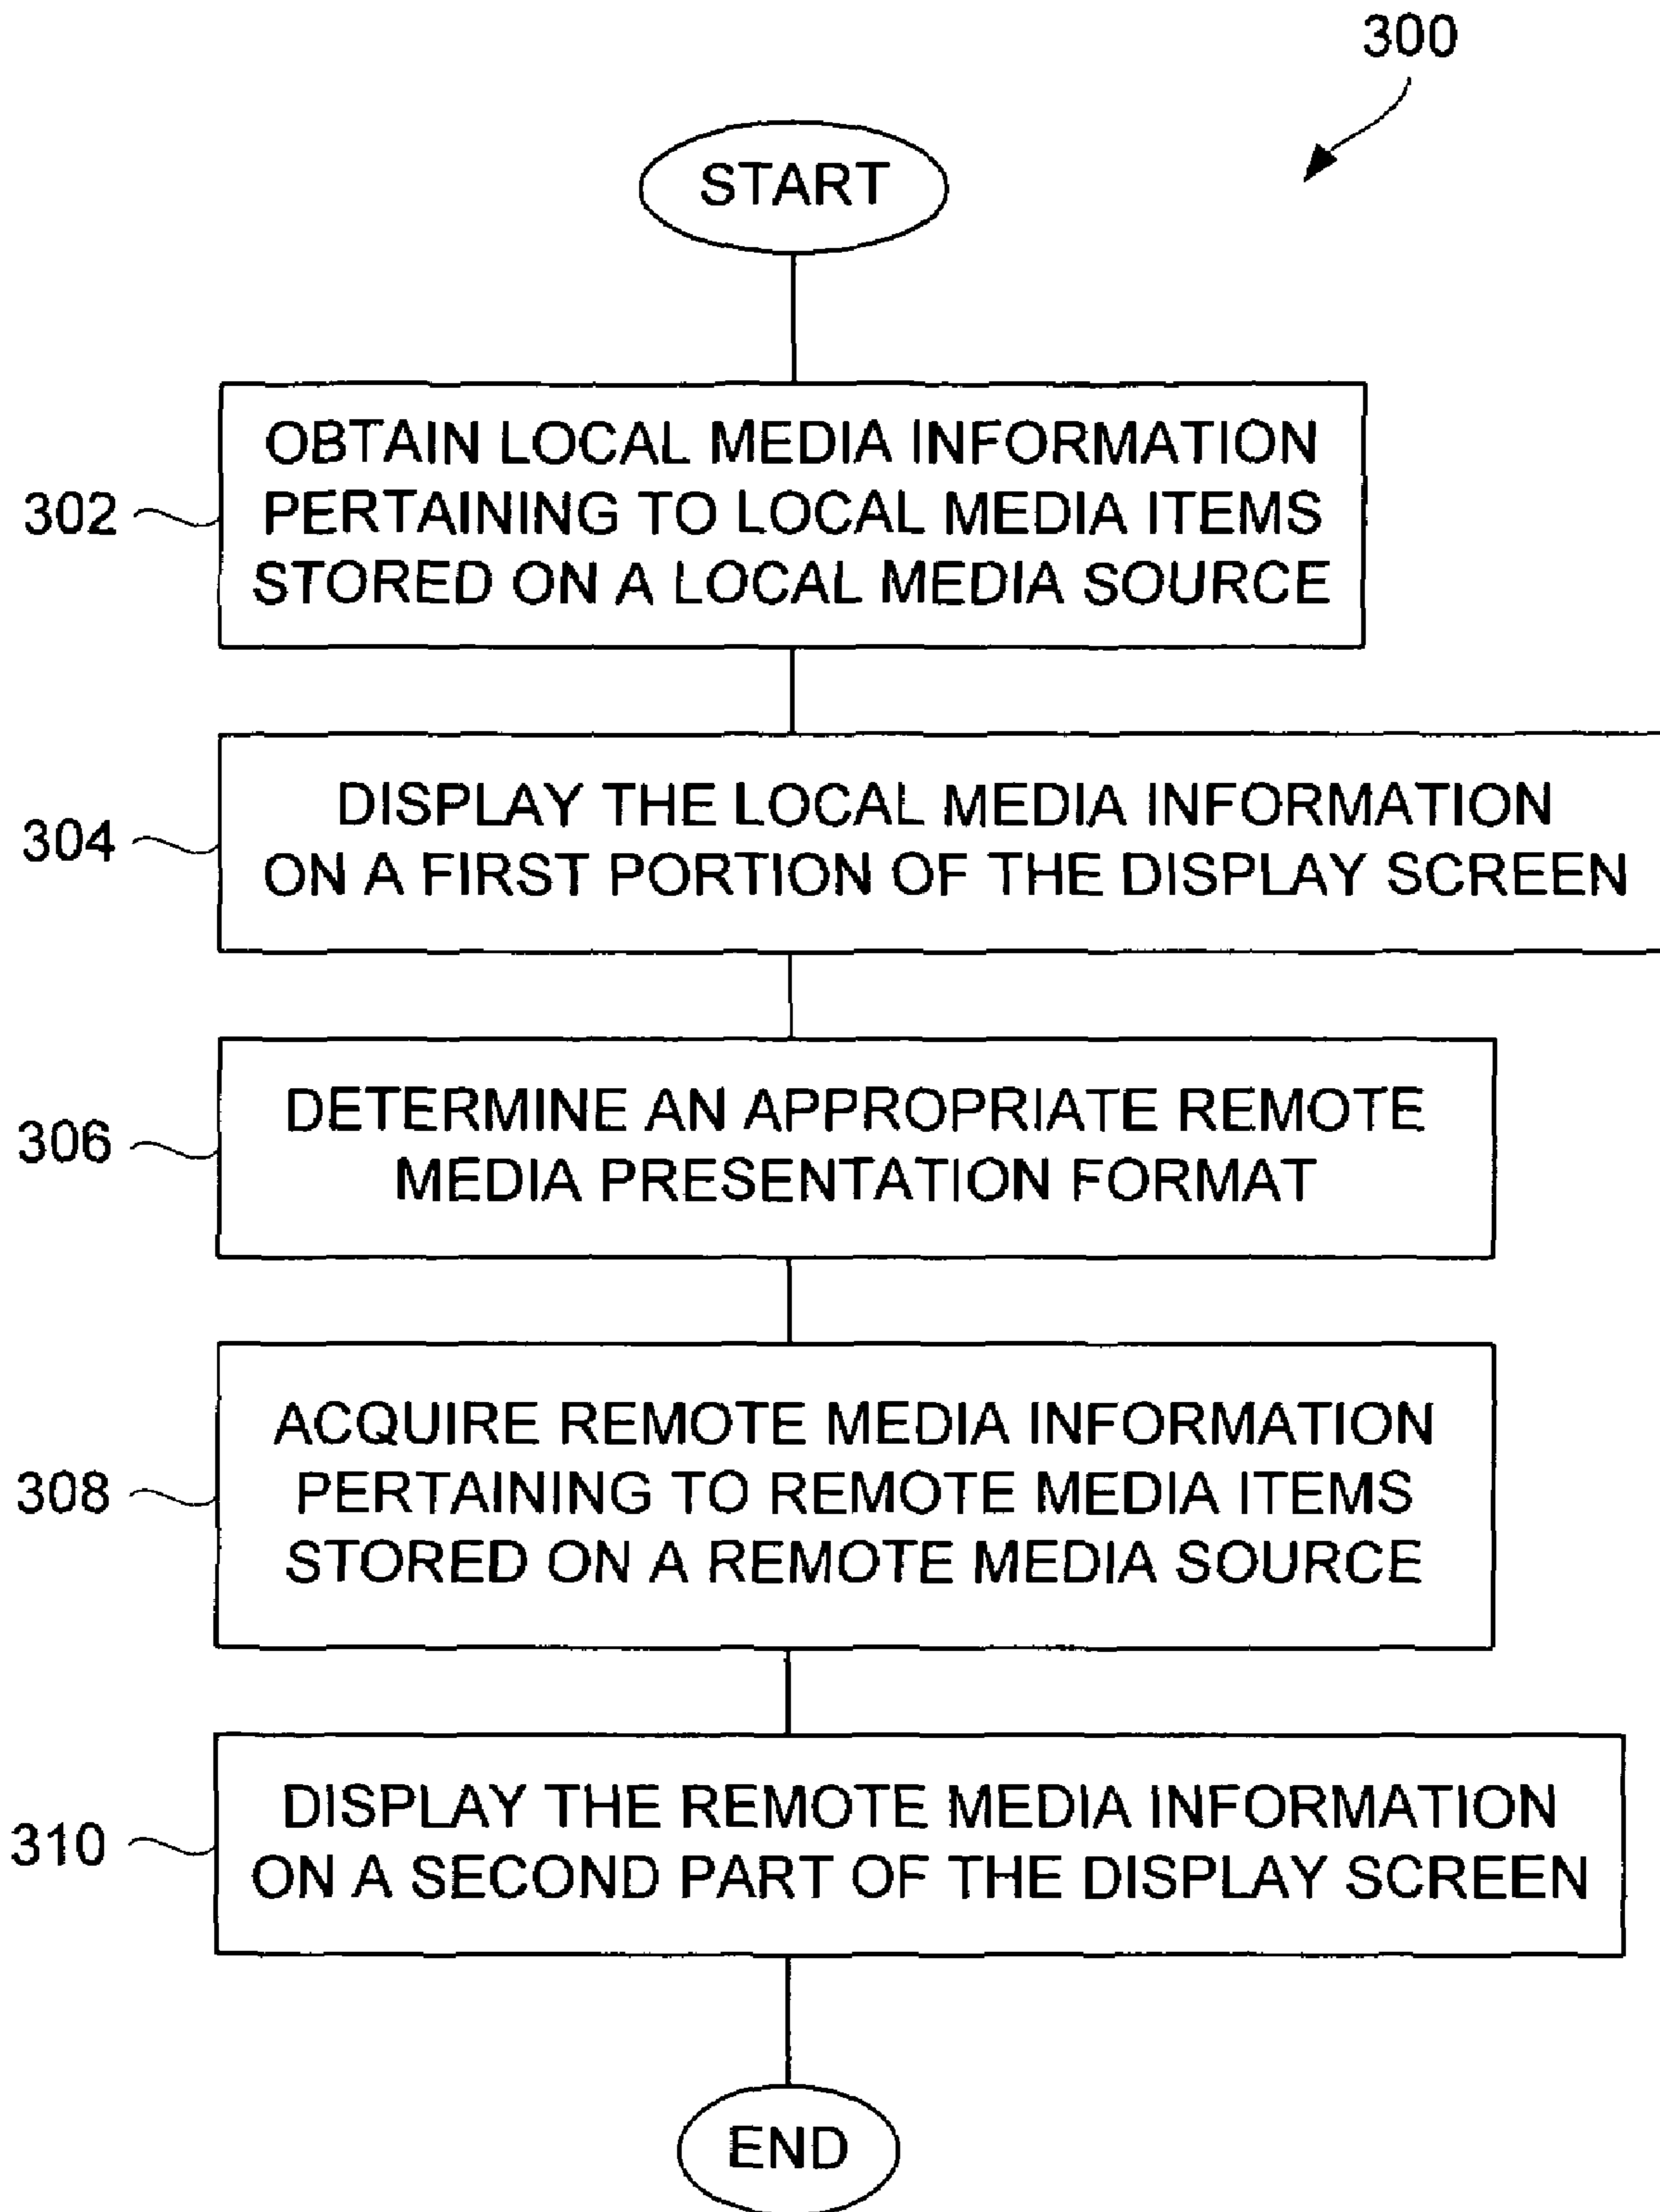 300
START
302
OBTAIN LOCAL MEDIA INFORMATION
PERTAINING TO LOCAL MEDIA ITEMS
STORED ON A LOCAL MEDIA SOURCE
304
DISPLAY THE LOCAL MEDIA INFORMATION
ON A FIRST PORTION OF THE DISPLAY SCREEN
306
DETERMINE AN APPROPRIATE REMOTE
MEDIA PRESENTATION FORMAT
308
ACQUIRE REMOTE MEDIA INFORMATION
PERTAINING TO REMOTE MEDIA ITEMS
STORED ON A REMOTE MEDIA SOURCE
310
DISPLAY THE REMOTE MEDIA INFORMATION
ON A SECOND PART OF THE DISPLAY SCREEN
END